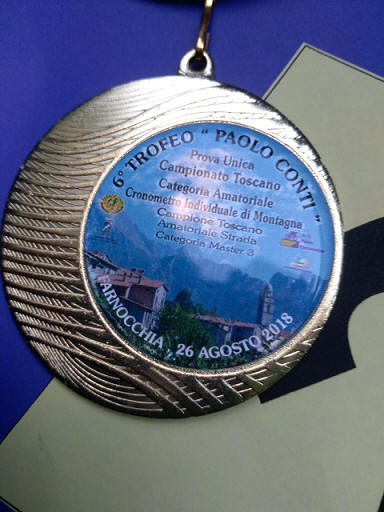 6° TROFEO " PAOLO CONTI "
Prova Unica
Campionato Toscano
Categoria Amatoriale
Cronometro Individuale di Montagna
Campione Toscano
Amatoriale Strada
Categoria Master 3
FARNOCCHIA, 26 AGOSTO 2018